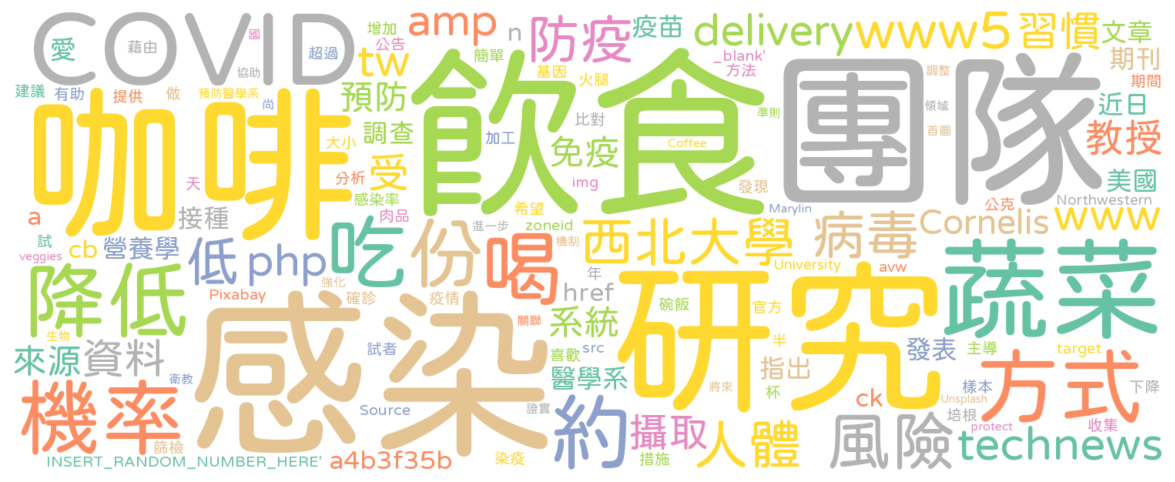 COVID
愛
藉由
國
協助
超過
增加
公告
簡單
amp
n
tw
防疫
疫苗
delivery
www5
習慣
文章
_blank'
方法
期刊
期間
建議
有助
提供
做
預防醫學系
尚
預防
基因
火腿
飲食
團隊
調整
準則
領域
首圖
近日
教授
咖啡
大小
調查
加工
比對
免疫
Coffee
天
分析
受
感染率
肉品
img
發現
美國
a
接種
希望
進一步
zoneid
Marylin
公克
Northwestern
試
veggies
cb
營養學
低
php
吃
份
喝
機制
西北大學
病毒
Cornelis
www
降低
Pixabay
強化
確診
疫情
年
href
University
avw
蔬菜
感染
關聯
碗飯
官方
研究
生物
來源
資料
試者
系統
src
喜歡
半
指出
發表
主導
target
衛教
醫學系
杯
將來
ck
樣本
Unsplash
方式
下降
機率
Source
證實
約
攝取
人體
風險
培根
protect
收集
篩檢
technews
INSERT_RANDOM_NUMBER_HERE'
a4b3f35b
染疫
措施